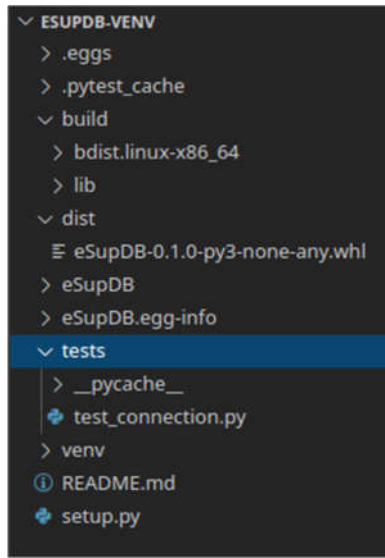 ESUPDB-VENV
.eggs
.pytest_cache
build
bdist.linux-x86_64
lib
dist
eSupDB-0.1.0-py3-none-any.whl
eSupDB
eSupDB.egg-info
tests
__pycache__
test_connection.py
venv
README.md
setup.py